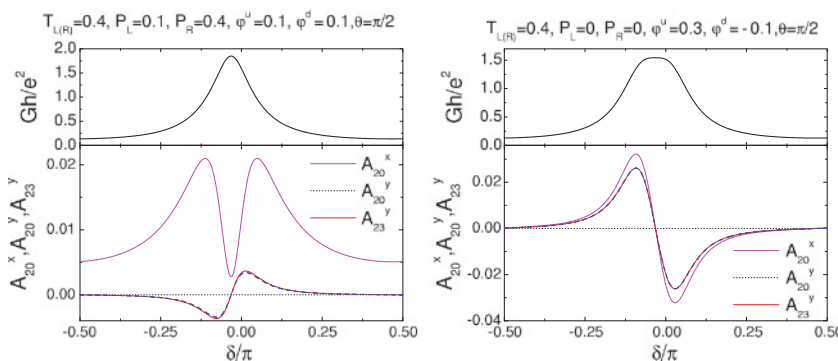 T_L(R)=0.4, P_L=0.1, P_R=0.4, φ^u=0.1, φ^d=0.1,θ=π/2
2.0
1.5
1.0
0.5
0.0
Gh/e²
0.02
0.01
0.00
A_20^x,A_20^y,A_23^y
A_20^x
A_20^y
A_23^y
-0.50 -0.25 0.00 0.25 0.50
δ/π
T_L(R)=0.4, P_L=0, P_R=0, φ^u=0.3, φ^d=-0.1,θ=π/2
1.5
1.0
0.5
0.0
Gh/e²
0.02
0.00
-0.02
-0.04
A_20^x,A_20^y,A_23^y
A_20^x
A_20^y
A_23^y
-0.50 -0.25 0.00 0.25 0.50
δ/π